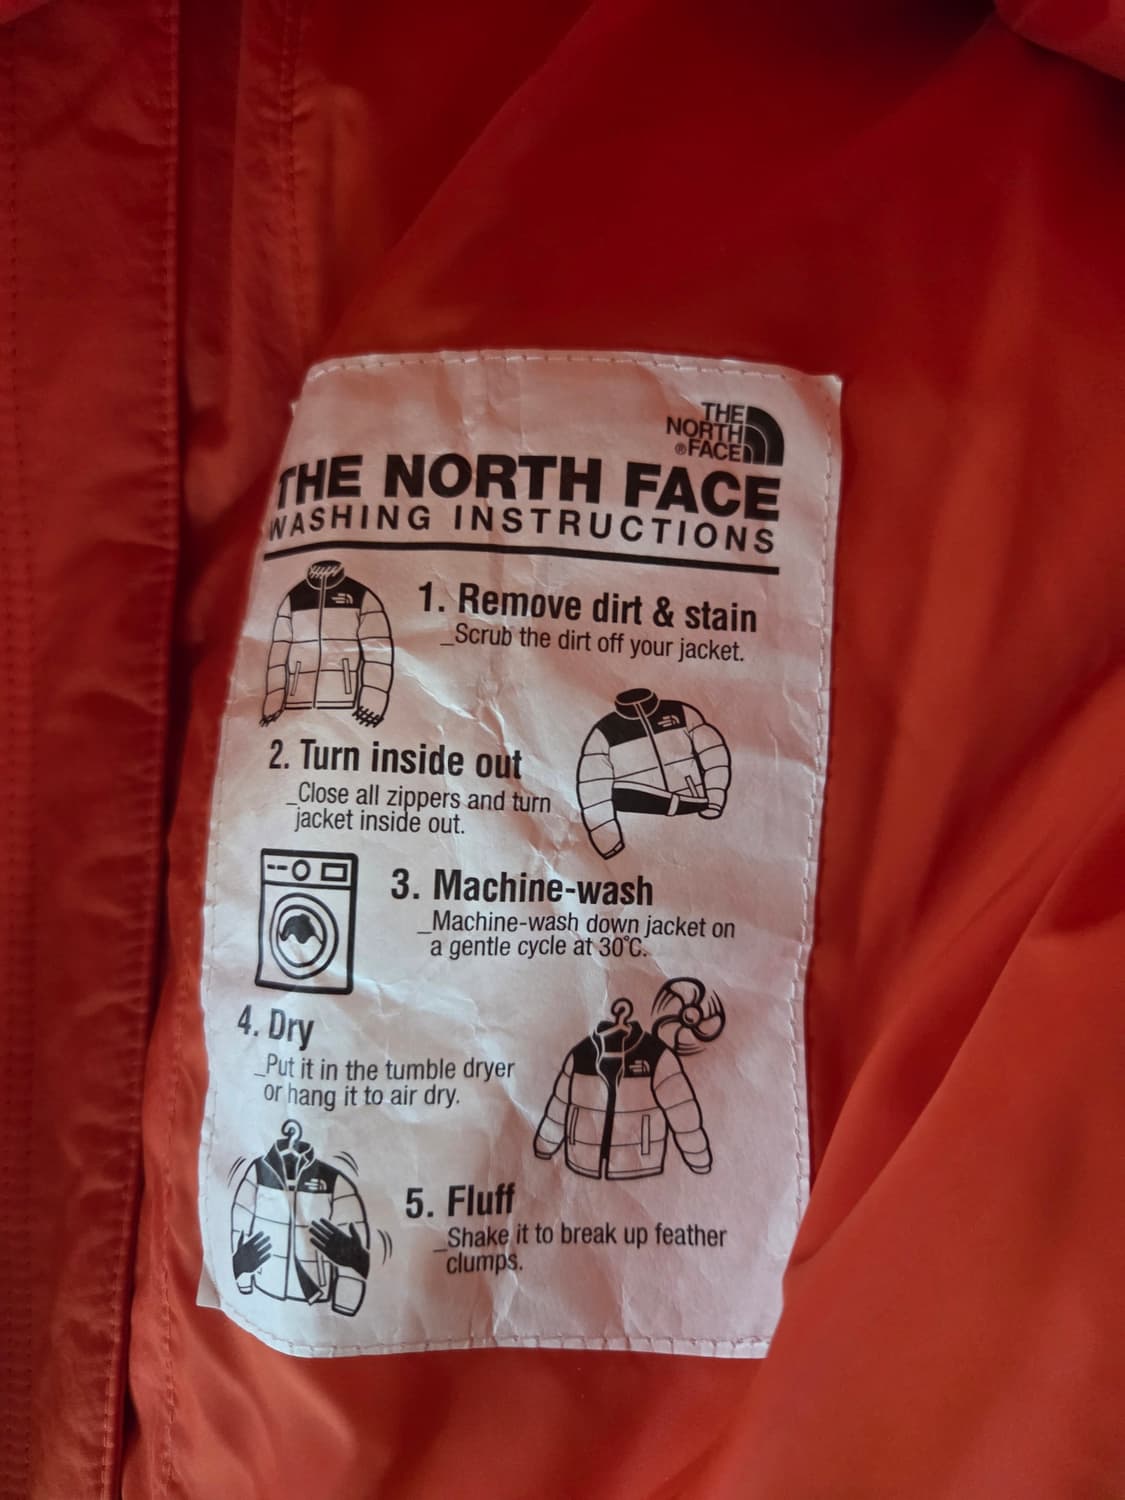 THE
NORTH
®FACE
THE NORTH FACE
WASHING INSTRUCTIONS
1. Remove dirt & stain
_Scrub the dirt off your jacket.
2. Turn inside out
_Close all zippers and turn
jacket inside out.
3. Machine-wash
_Machine-wash down jacket on
a gentle cycle at 30°C.
4. Dry
_Put it in the tumble dryer
or hang it to air dry.
5. Fluff
_Shake it to break up feather
clumps.